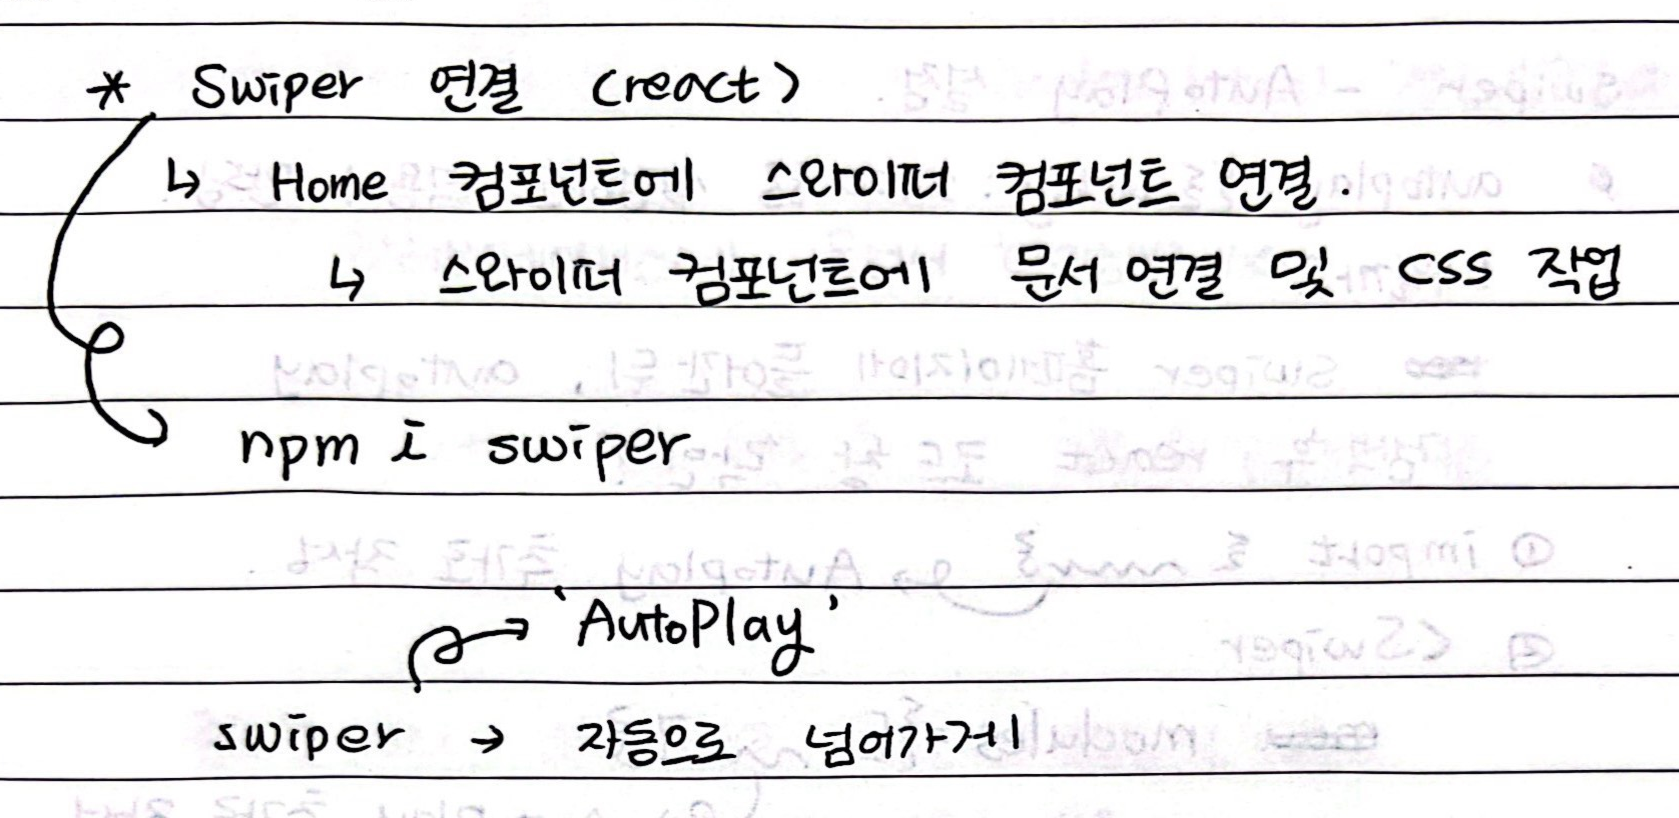 * Swiper 연결 (react)
↳ Home 컴포넌트에 스와이퍼 컴포넌트 연결.
↳ 스와이퍼 컴포넌트에 문서 연결 및 CSS 작업
npm i swiper
'AutoPlay'
swiper → 자동으로 넘어가게